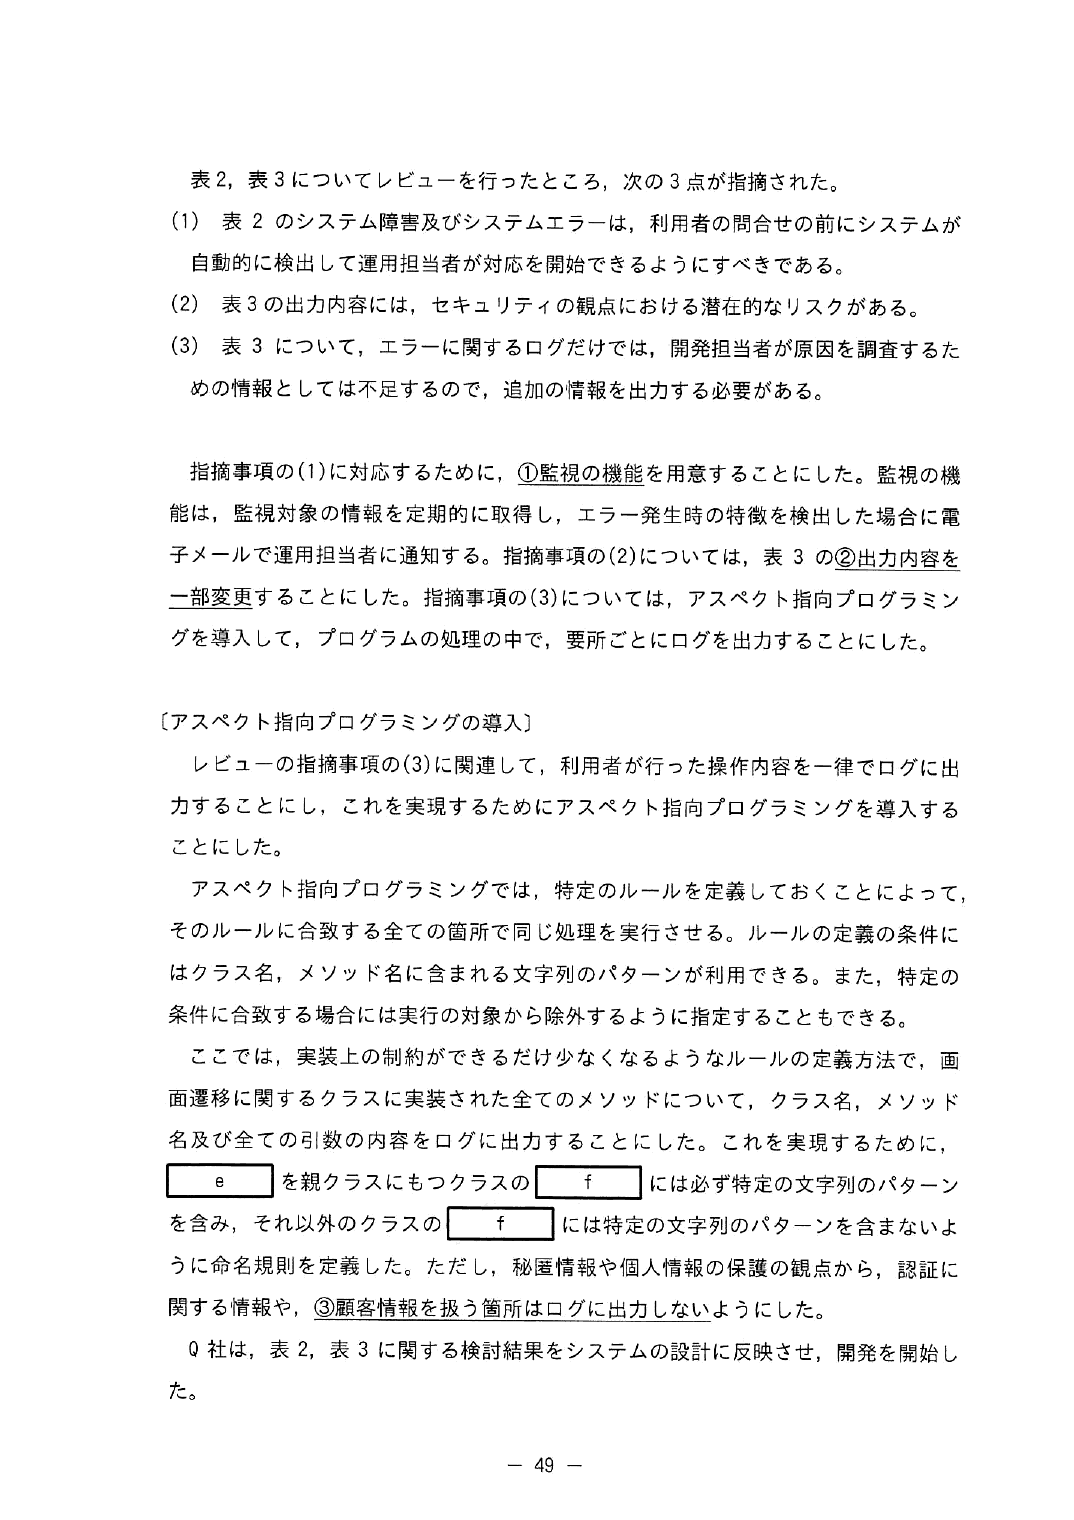 表2，表3についてレビューを行ったところ，次の3点が指摘された。
(1)　表 2 のシステム障害及びシステムエラーは，利用者の問合せの前にシステムが
自動的に検出して運用担当者が対応を開始できるようにすべきである。
(2)　表3の出力内容には，セキュリティの観点における潜在的なリスクがある。
(3)　表 3 について，エラーに関するログだけでは，開発担当者が原因を調査するた
めの情報としては不足するので，追加の情報を出力する必要がある。
指摘事項の(1)に対応するために，①監視の機能を用意することにした。監視の機
能は，監視対象の情報を定期的に取得し，エラー発生時の特徴を検出した場合に電
子メールで運用担当者に通知する。指摘事項の(2)については，表 3 の②出力内容を
一部変更することにした。指摘事項の(3)については，アスペクト指向プログラミン
グを導入して，プログラムの処理の中で，要所ごとにログを出力することにした。
〔アスペクト指向プログラミングの導入〕
レビューの指摘事項の(3)に関連して，利用者が行った操作内容を一律でログに出
力することにし，これを実現するためにアスペクト指向プログラミングを導入する
ことにした。
アスペクト指向プログラミングでは，特定のルールを定義しておくことによって，
そのルールに合致する全ての箇所で同じ処理を実行させる。ルールの定義の条件に
はクラス名，メソッド名に含まれる文字列のパターンが利用できる。また，特定の
条件に合致する場合には実行の対象から除外するように指定することもできる。
ここでは，実装上の制約ができるだけ少なくなるようなルールの定義方法で，画
面遷移に関するクラスに実装された全てのメソッドについて，クラス名，メソッド
名及び全ての引数の内容をログに出力することにした。これを実現するために，
e を親クラスにもつクラスの f には必ず特定の文字列のパターン
を含み，それ以外のクラスの f には特定の文字列のパターンを含まないよ
うに命名規則を定義した。ただし，秘匿情報や個人情報の保護の観点から，認証に
関する情報や，③顧客情報を扱う箇所はログに出力しないようにした。
Q 社は，表 2，表 3 に関する検討結果をシステムの設計に反映させ，開発を開始し
た。
― 49 ―